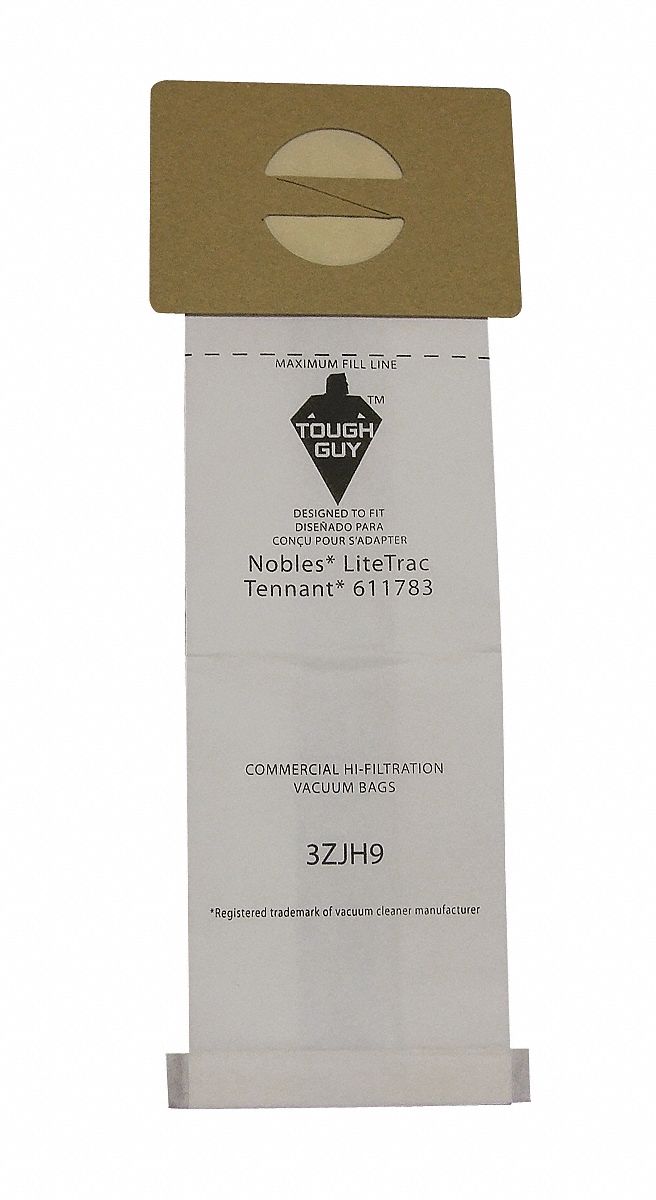 MAXIMUM FILL LINE
TM
TOUGH
GUY
DESIGNED TO FIT
DISEÑADO PARA
CONÇU POUR S'ADAPTER
Nobles* LiteTrac
Tennant* 611783
COMMERCIAL HI-FILTRATION
VACUUM BAGS
3ZJH9
*Registered trademark of vacuum cleaner manufacturer